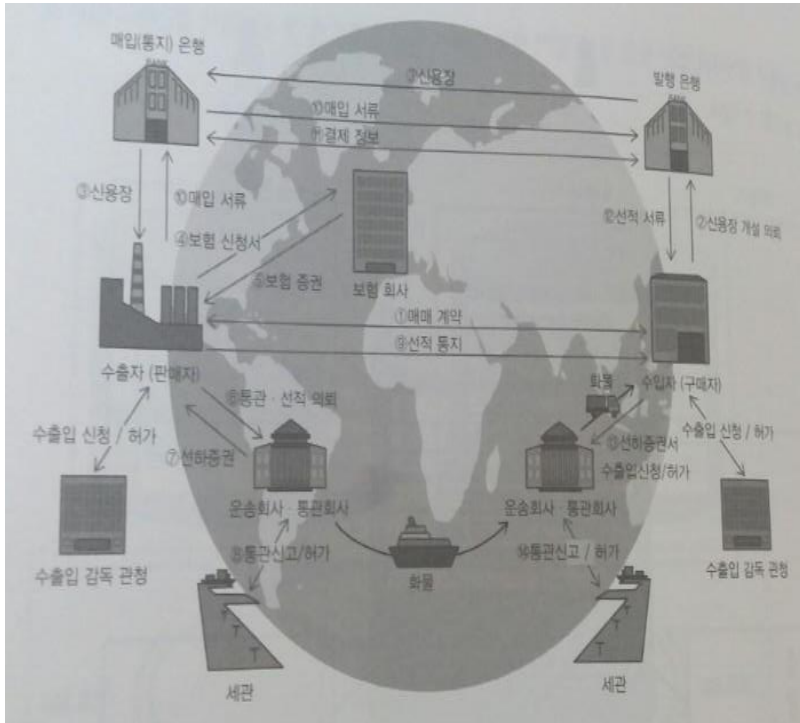 매입(통지) 은행
BANK
③신용장
발행 은행
BANK
⑩매입 서류
⑪결제 정보
③신용장
⑩매입 서류
⑫선적 서류
②신용장 개설 의뢰
④보험 신청서
⑤보험 증권
보험 회사
①매매 계약
⑨선적 통지
수출자 (판매자)
화물
수입자 (구매자)
⑥통관 · 선적 의뢰
수출입 신청 / 허가
⑦선하증권
⑬선하증권서
수출입신청/허가
수출입 신청 / 허가
운송회사 · 통관회사
운송회사 · 통관회사
⑧통관신고/허가
화물
⑭통관신고 / 허가
수출입 감독 관청
수출입 감독 관청
세관
세관